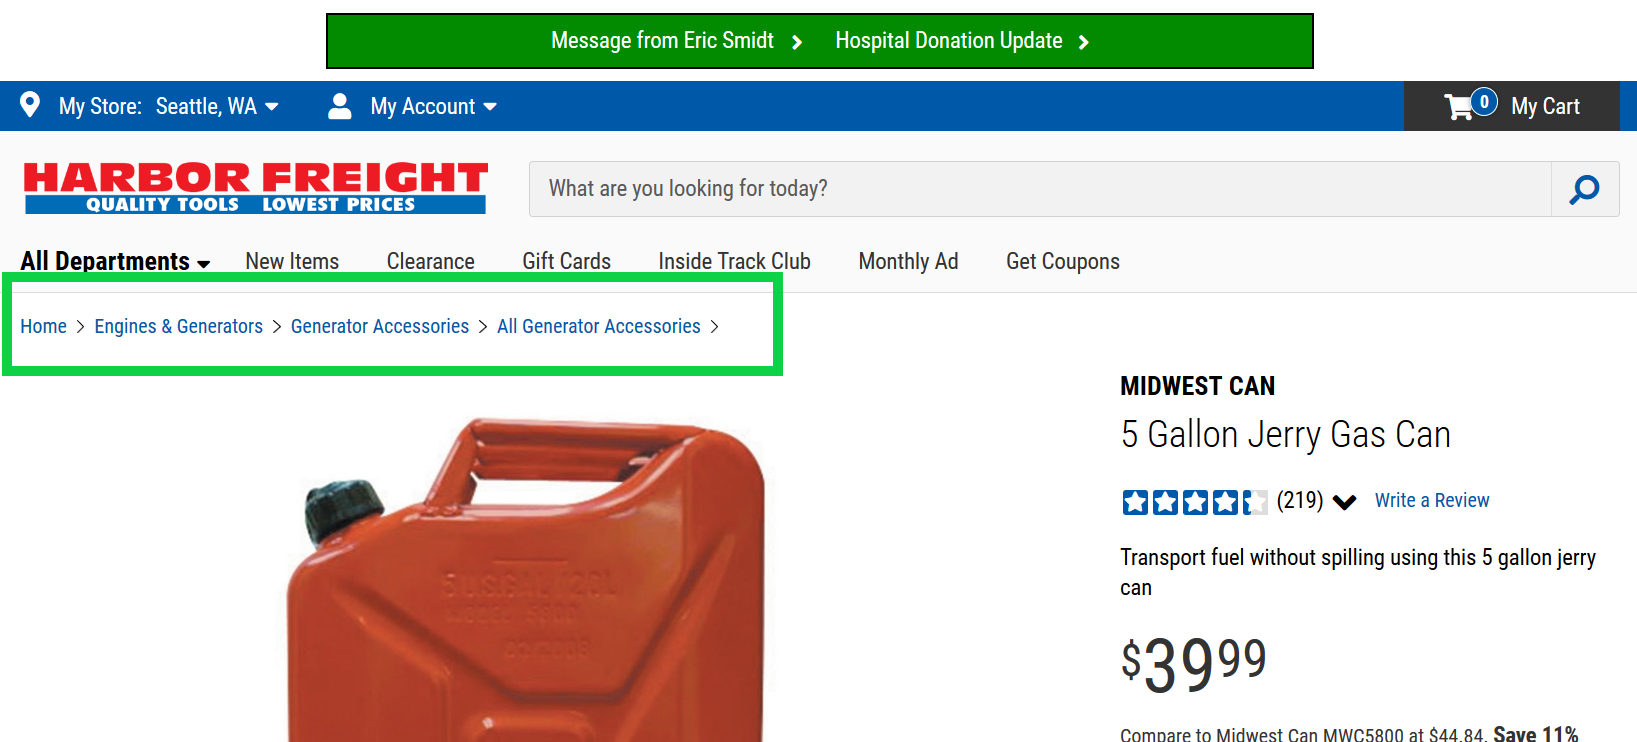 Message from Eric Smidt Hospital Donation Update
My Store: Seattle, WA My Account 0 My Cart
HARBOR FREIGHT
QUALITY TOOLS LOWEST PRICES
What are you looking for today?
All Departments New Items Clearance Gift Cards Inside Track Club Monthly Ad Get Coupons
Home > Engines & Generators > Generator Accessories > All Generator Accessories >
MIDWEST CAN
5 Gallon Jerry Gas Can
(219) Write a Review
Transport fuel without spilling using this 5 gallon jerry
can
$39 99
Compare to Midwest Can MWC5800 at $44.84. Save 11%